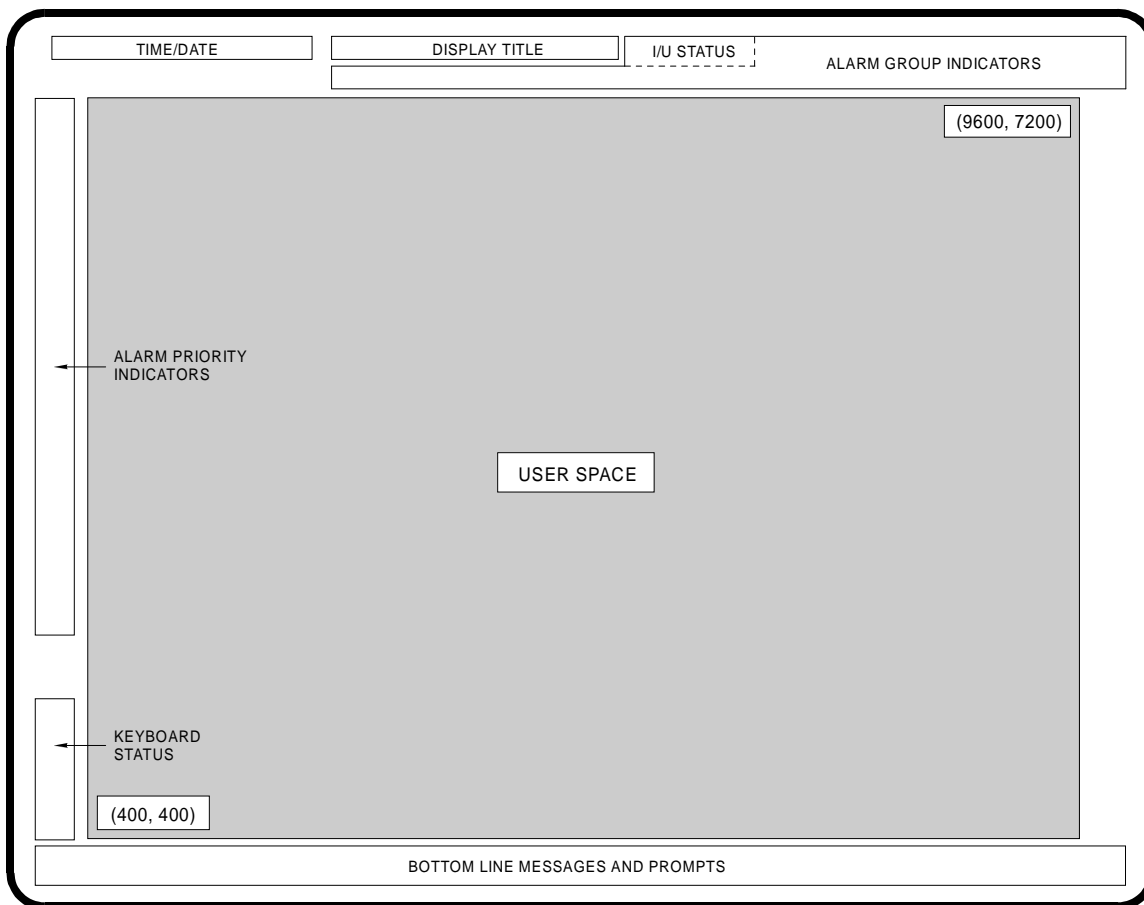 TIME/DATE
DISPLAY TITLE
I/U STATUS
ALARM GROUP INDICATORS
(9600, 7200)
ALARM PRIORITY
INDICATORS
USER SPACE
KEYBOARD
STATUS
(400, 400)
BOTTOM LINE MESSAGES AND PROMPTS